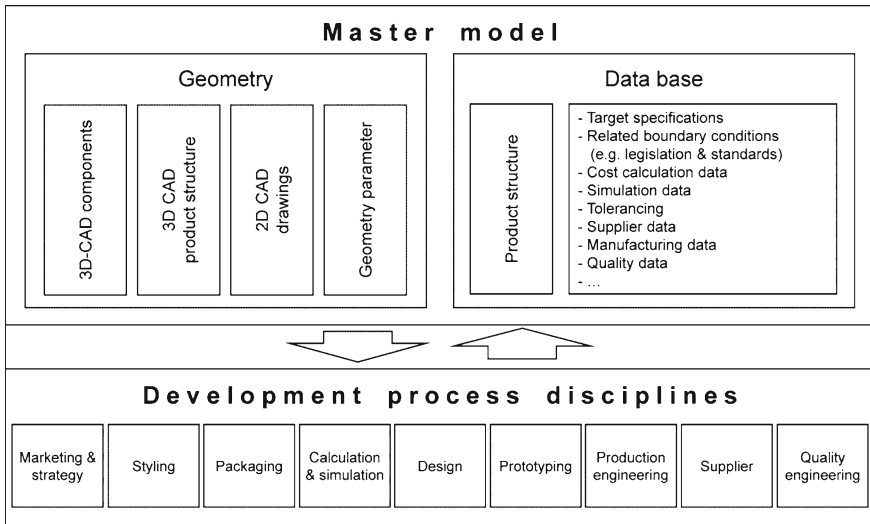 Master model
Geometry
3D-CAD components
3D CAD
product structure
2D CAD
drawings
Geometry parameter
Data base
Product structure
- Target specifications
- Related boundary conditions
(e.g. legislation & standards)
- Cost calculation data
- Simulation data
- Tolerancing
- Supplier data
- Manufacturing data
- Quality data
- ...
Development process disciplines
Marketing &
strategy
Styling
Packaging
Calculation
& simulation
Design
Prototyping
Production
engineering
Supplier
Quality
engineering